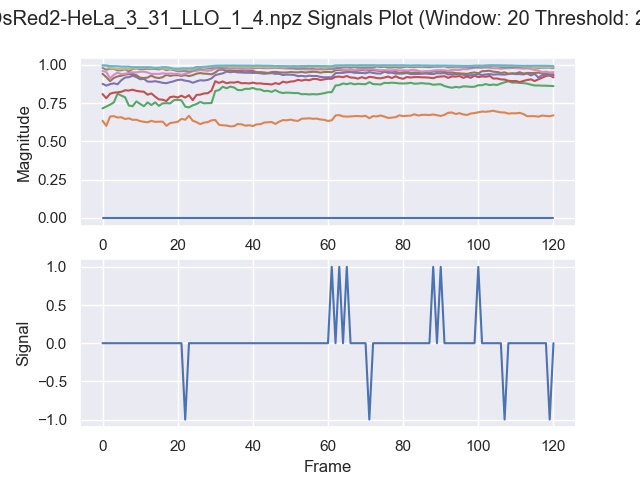 sRed2-HeLa_3_31_LLO_1_4.npz Signals Plot (Window: 20 Threshold:
1.00
0.75
0.50
0.25
0.00
Magnitude
0 20 40 60 80 100 120
1.0
0.5
0.0
−0.5
−1.0
Signal
0 20 40 60 80 100 120
Frame